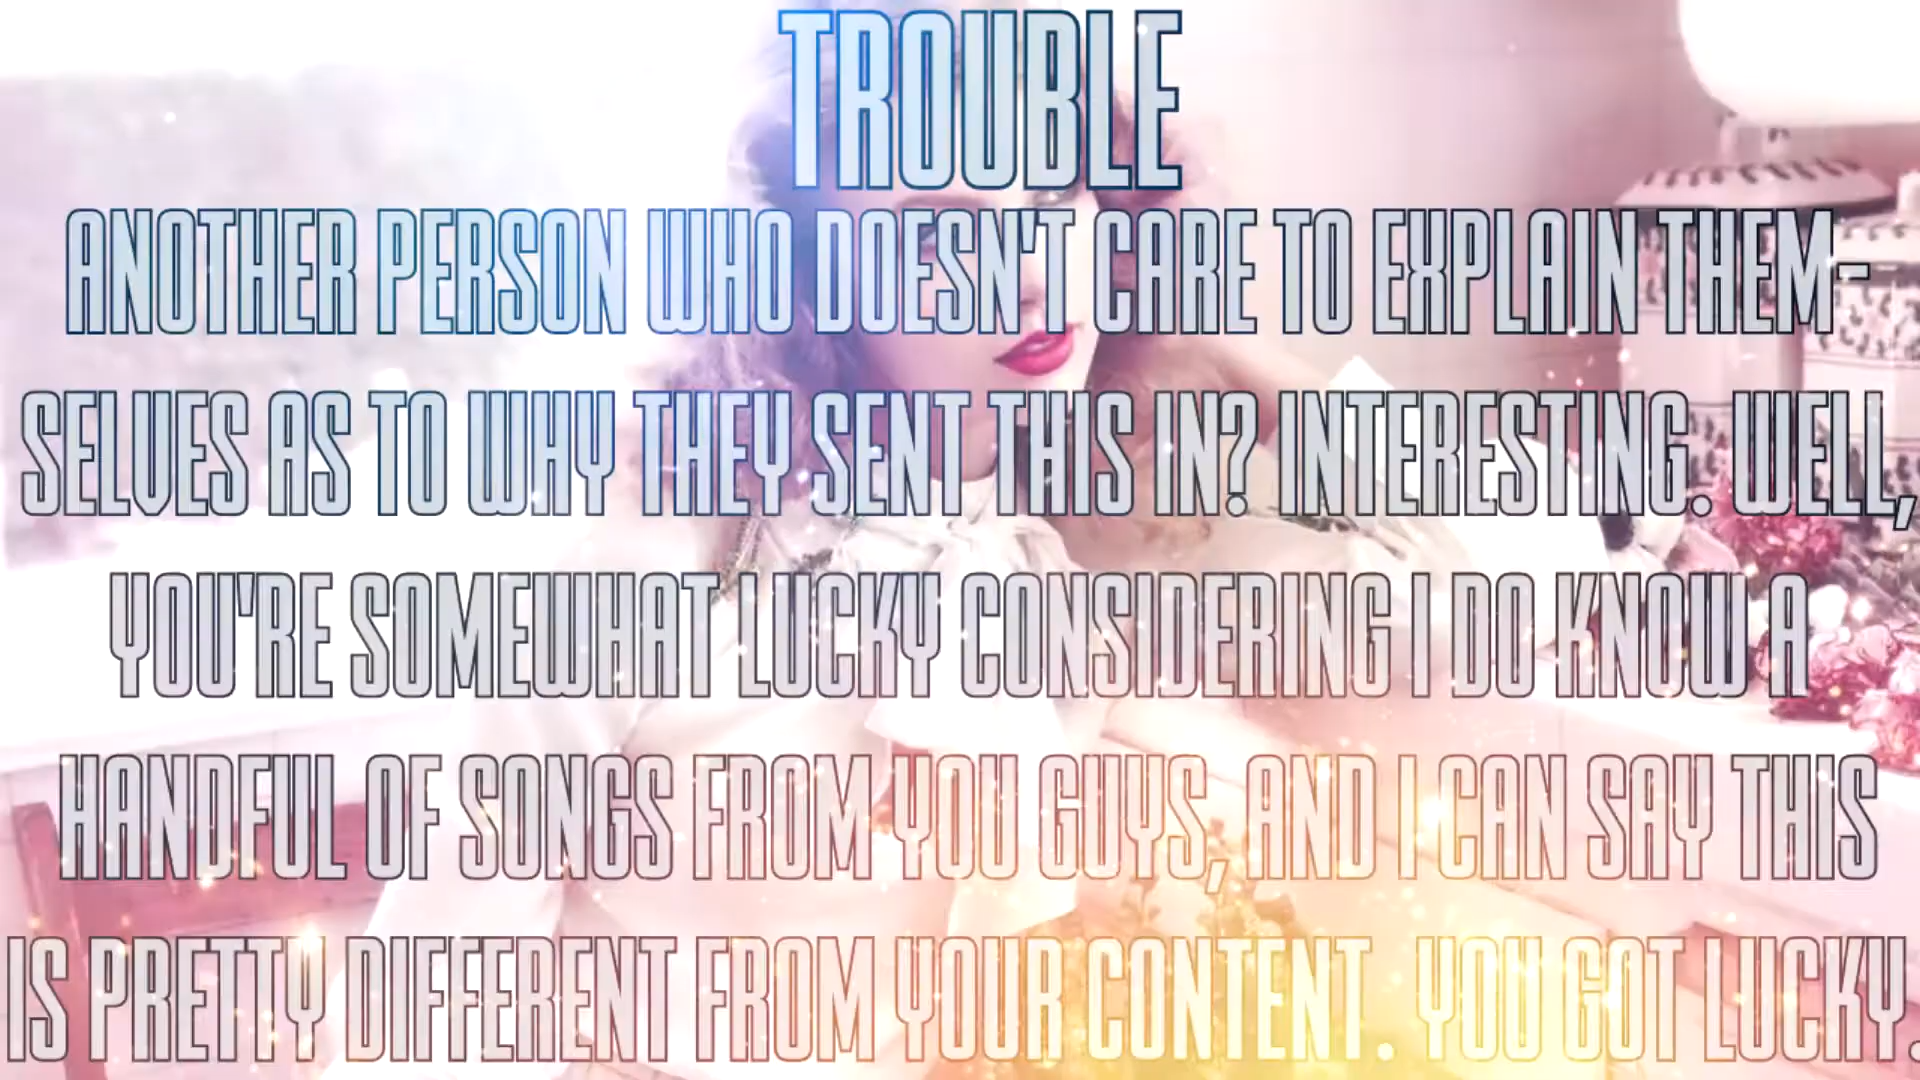 TROUBLE
ANOTHER PERSON WHO DOESN'T CARE TO EXPLAIN THEM-
SELVES AS TO WHY THEY SENT THIS IN? INTERESTING. WELL,
YOU'RE SOMEWHAT LUCKY CONSIDERING I DO KNOW A
HANDFUL OF SONGS FROM YOU GUYS, AND I CAN SAY THIS
IS PRETTY DIFFERENT FROM YOUR CONTENT. YOU GOT LUCKY.